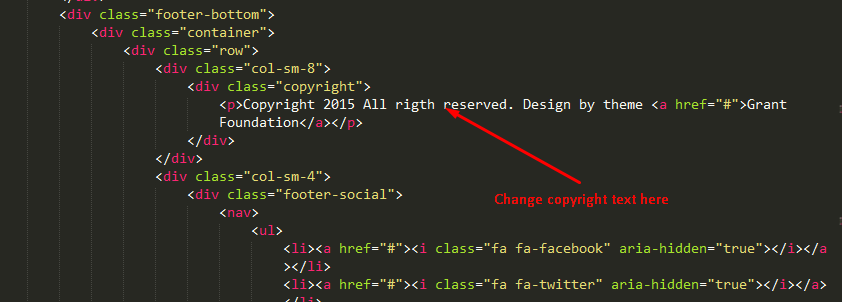 </div>
<div class="footer-bottom">
<div class="container">
<div class="row">
<div class="col-sm-8">
<div class="copyright">
<p>Copyright 2015 All rigth reserved. Design by theme <a href="#">Grant
Foundation</a></p>
</div>
</div>
<div class="col-sm-4">
Change copyright text here
<div class="footer-social">
<nav>
<ul>
<li><a href="#"><i class="fa fa-facebook" aria-hidden="true"></i></a
></li>
<li><a href="#"><i class="fa fa-twitter" aria-hidden="true"></i></a>
</li>